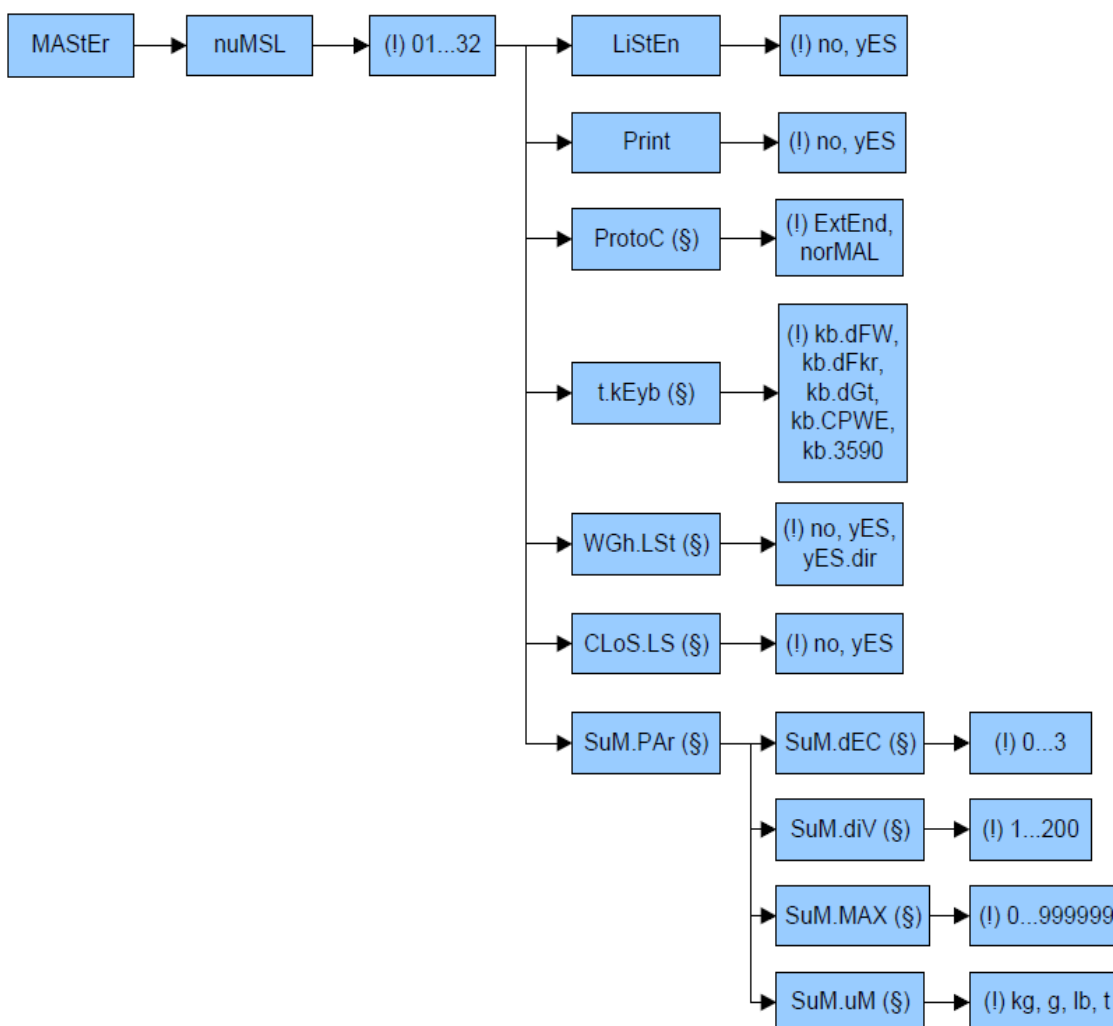 MAStEr
nuMSL
(!) 01...32
LiStEn
(!) no, yES
Print
(!) no, yES
ProtoC (§)
(!) ExtEnd,
norMAL
t.kEyb (§)
(!) kb.dFW,
kb.dFkr,
kb.dGt,
kb.CPWE,
kb.3590
WGh.LSt (§)
(!) no, yES,
yES.dir
CLoS.LS (§)
(!) no, yES
SuM.PAr (§)
SuM.dEC (§)
(!) 0...3
SuM.diV (§)
(!) 1...200
SuM.MAX (§)
(!) 0...999999
SuM.uM (§)
(!) kg, g, lb, t